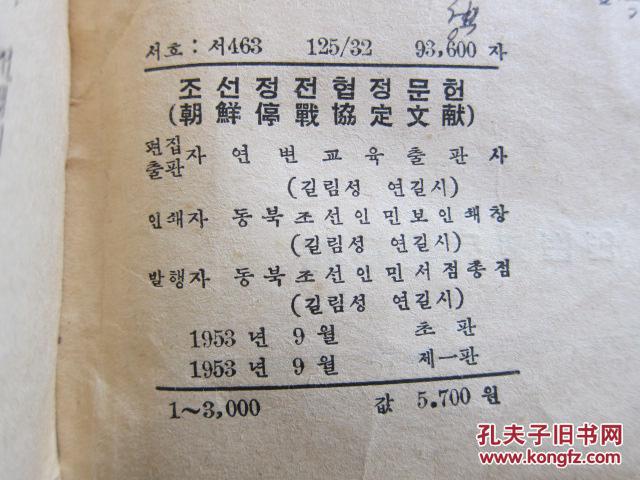 서호: 서463 125/32 93,600 자
조선정전협정문헌
(朝鮮停戰協定文献)
편집
출판 자 연변교육출판사
(길림성 연길시)
인쇄자 동북조선인민보인쇄창
(길림성 연길시)
발행자 동북조선인민서점총점
(길림성 연길시)
1953 년 9 월 초판
1953 년 9 월 제一판
1~3,000 값 5.700 원
孔夫子旧书网
www.kongfz.com